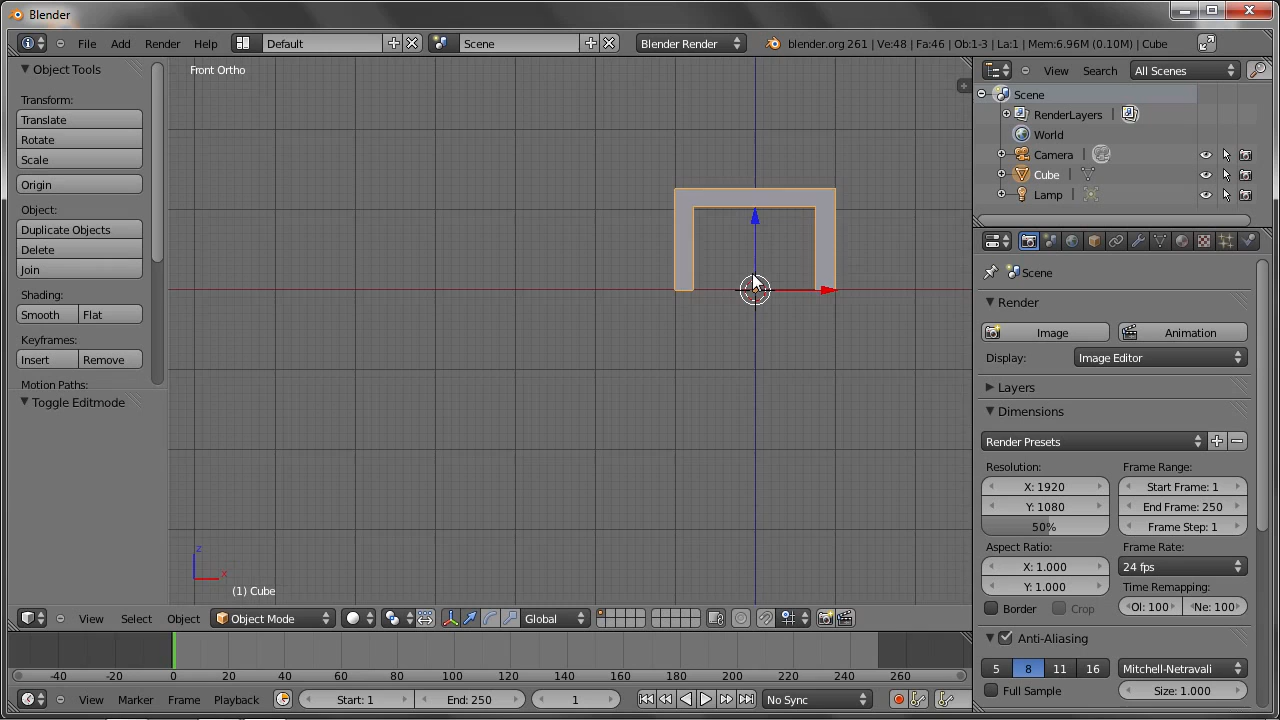 Blender
File Add Render Help Default Scene Blender Render blender.org 261 | Ve:48 | Fa:46 | Ob:1-3 | La:1 | Mem:6.96M (0.10M) | Cube
Object Tools
Transform:
Translate
Rotate
Scale
Origin
Object:
Duplicate Objects
Delete
Join
Shading:
Smooth Flat
Keyframes:
Insert Remove
Motion Paths:
Toggle Editmode
Front Ortho
z
x
(1) Cube
View Select Object Object Mode Global
-40 -20 0 20 40 60 80 100 120 140 160 180 200 220 240 260
View Marker Frame Playback Start: 1 End: 250 1 No Sync
View Search All Scenes
Scene
RenderLayers
World
Camera
Cube
Lamp
Scene
Render
Image Animation
Display: Image Editor
Layers
Dimensions
Render Presets
Resolution: Frame Range:
X: 1920 Start Frame: 1
Y: 1080 End Frame: 250
50% Frame Step: 1
Aspect Ratio: Frame Rate:
X: 1.000 24 fps
Y: 1.000 Time Remapping:
Border Crop Ol: 100 Ne: 100
Anti-Aliasing
5 8 11 16 Mitchell-Netravali
Full Sample Size: 1.000